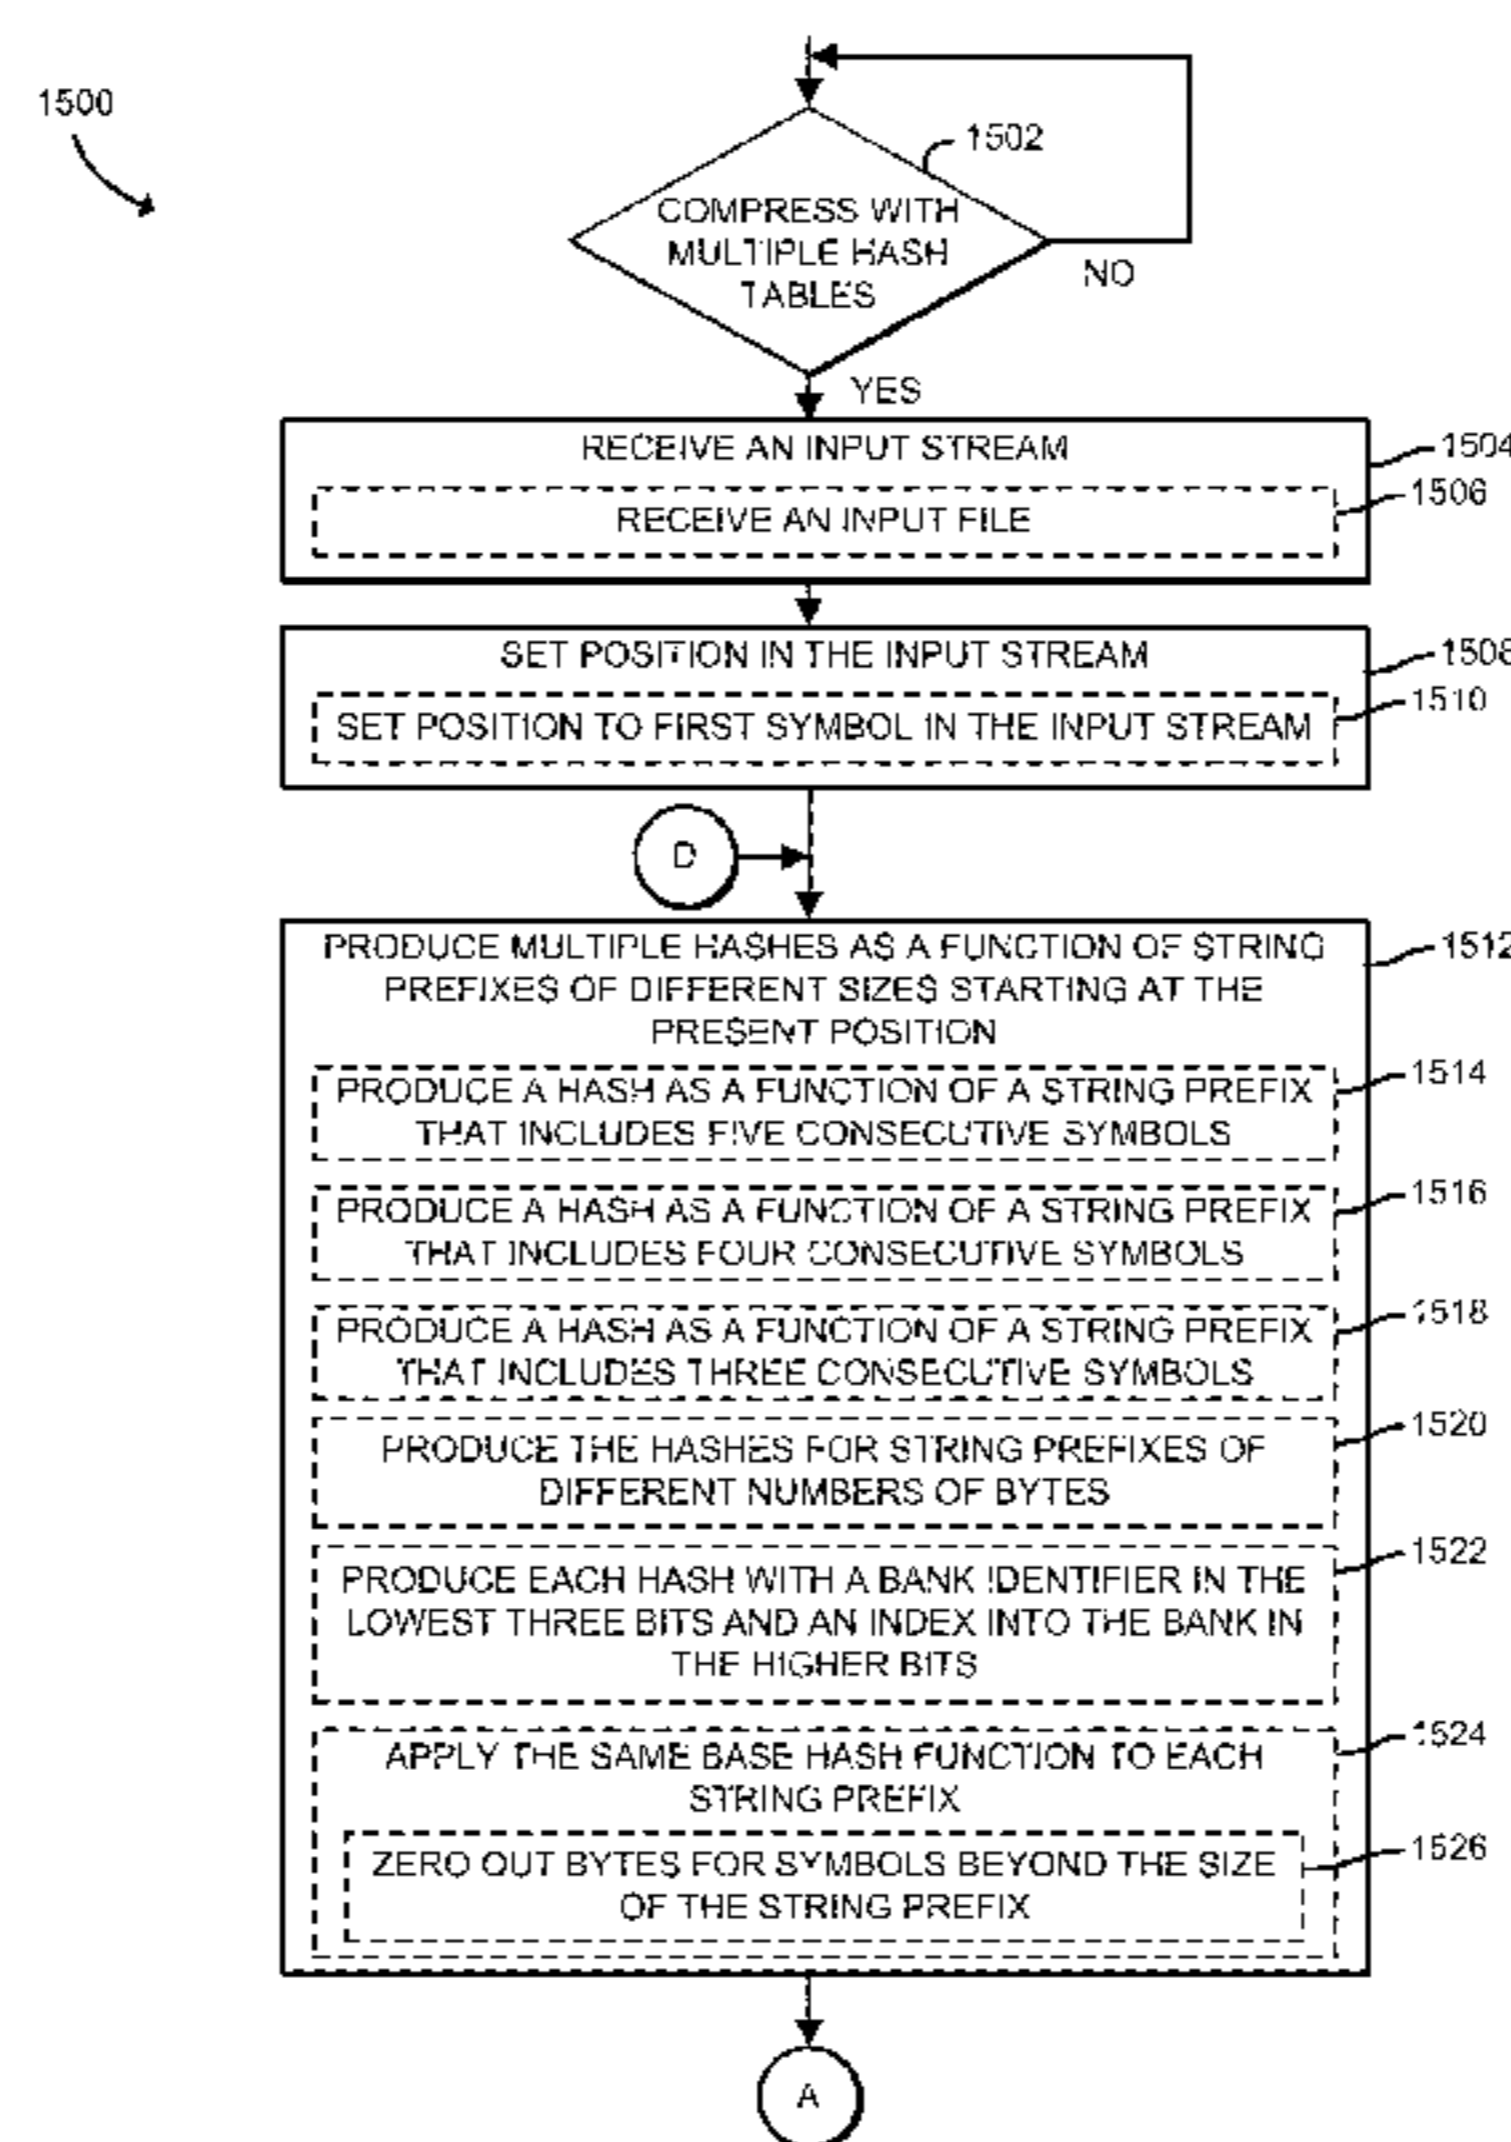 1500
1502
COMPRESS WITH
MULTIPLE HASH
TABLES
NO
YES
RECEIVE AN INPUT STREAM
1504
RECEIVE AN INPUT FILE
1506
SET POSITION IN THE INPUT STREAM
1508
SET POSITION TO FIRST SYMBOL IN THE INPUT STREAM
1510
D
PRODUCE MULTIPLE HASHES AS A FUNCTION OF STRING
PREFIXES OF DIFFERENT SIZES STARTING AT THE
PRESENT POSITION
1512
PRODUCE A HASH AS A FUNCTION OF A STRING PREFIX
THAT INCLUDES FIVE CONSECUTIVE SYMBOLS
1514
PRODUCE A HASH AS A FUNCTION OF A STRING PREFIX
THAT INCLUDES FOUR CONSECUTIVE SYMBOLS
1516
PRODUCE A HASH AS A FUNCTION OF A STRING PREFIX
THAT INCLUDES THREE CONSECUTIVE SYMBOLS
1518
PRODUCE THE HASHES FOR STRING PREFIXES OF
DIFFERENT NUMBERS OF BYTES
1520
PRODUCE EACH HASH WITH A BANK IDENTIFIER IN THE
LOWEST THREE BITS AND AN INDEX INTO THE BANK IN
THE HIGHER BITS
1522
APPLY THE SAME BASE HASH FUNCTION TO EACH
STRING PREFIX
1524
ZERO OUT BYTES FOR SYMBOLS BEYOND THE SIZE
OF THE STRING PREFIX
1526
A